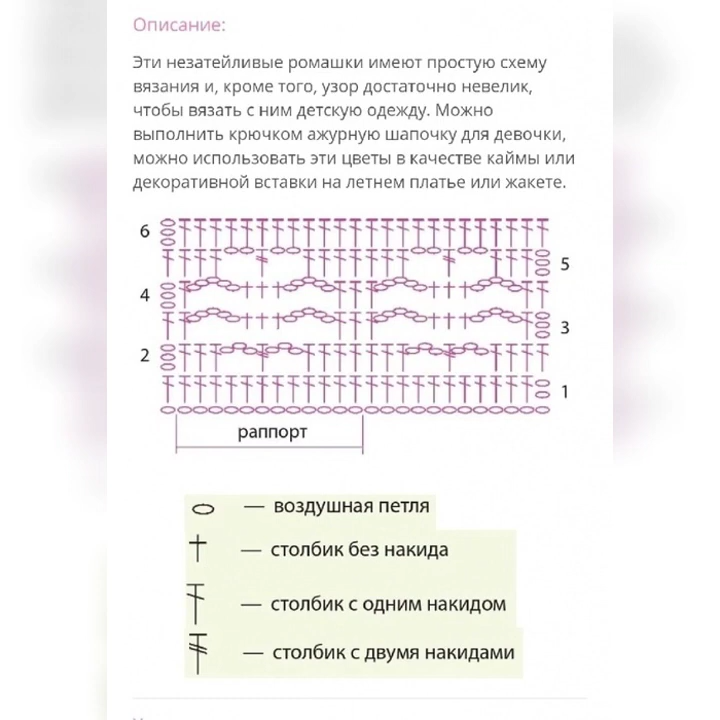 Описание:
Эти незатейливые ромашки имеют простую схему
вязания и, кроме того, узор достаточно невелик,
чтобы вязать с ним детскую одежду. Можно
выполнить крючком ажурную шапочку для девочки,
можно использовать эти цветы в качестве каймы или
декоративной вставки на летнем платье или жакете.
6
5
4
3
2
1
раппорт
— воздушная петля
— столбик без накида
— столбик с одним накидом
— столбик с двумя накидами